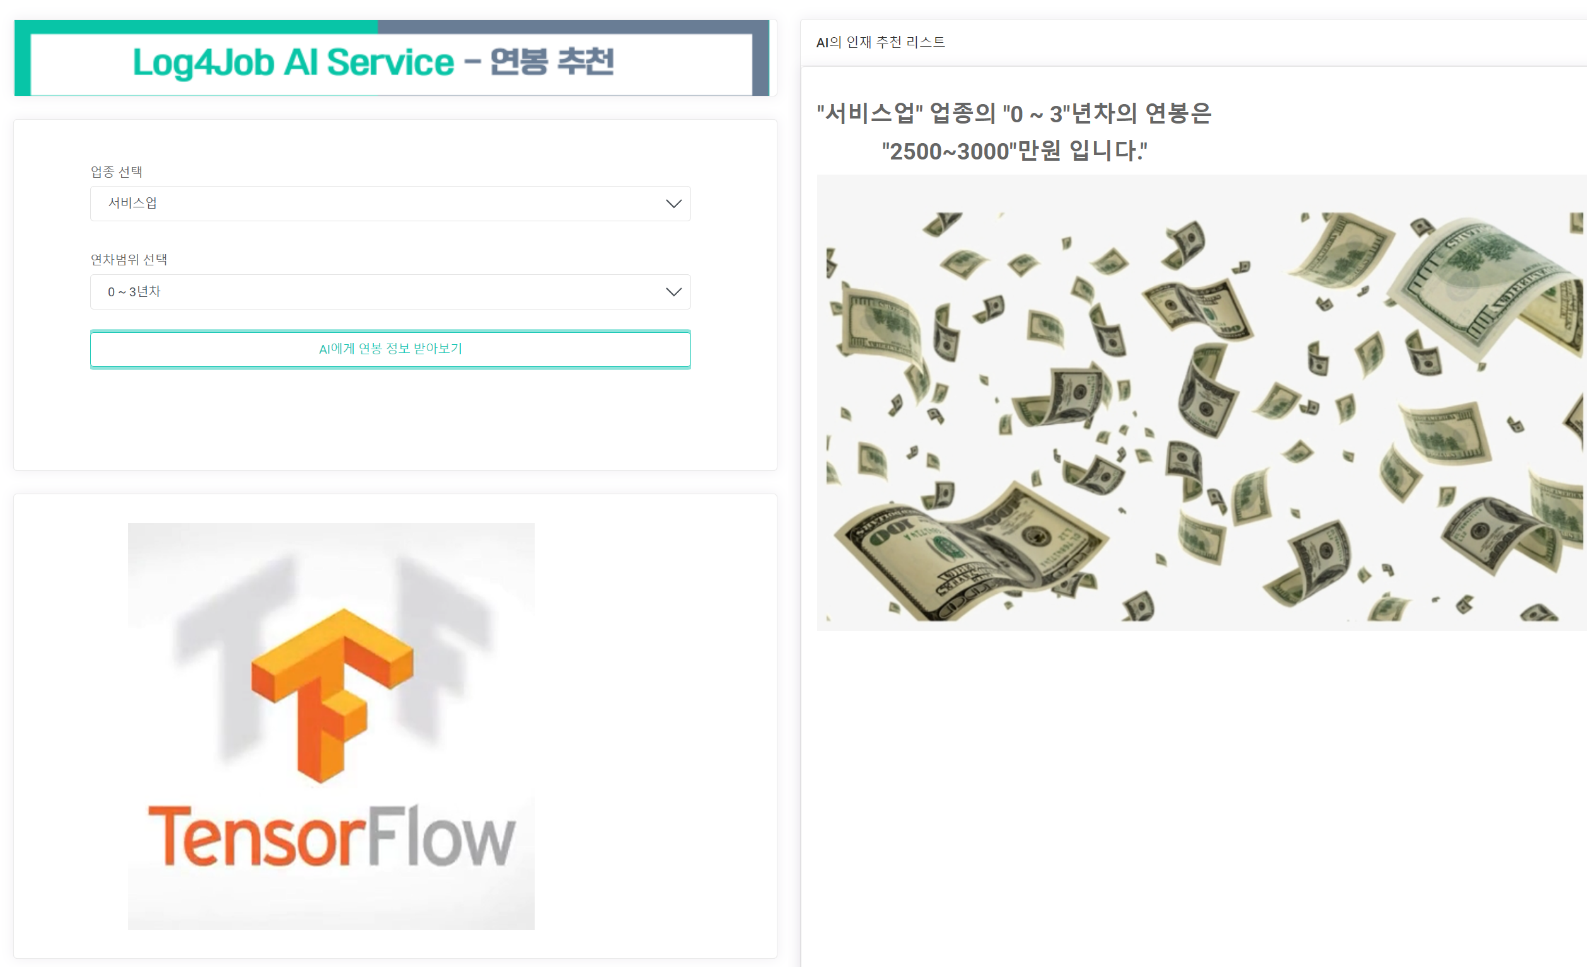 Log4Job AI Service - 연봉 추천
업종 선택
서비스업
연차범위 선택
0 ~ 3년차
AI에게 연봉 정보 받아보기
TensorFlow
AI의 인재 추천 리스트
"서비스업" 업종의 "0 ~ 3"년차의 연봉은
"2500~3000"만원 입니다."